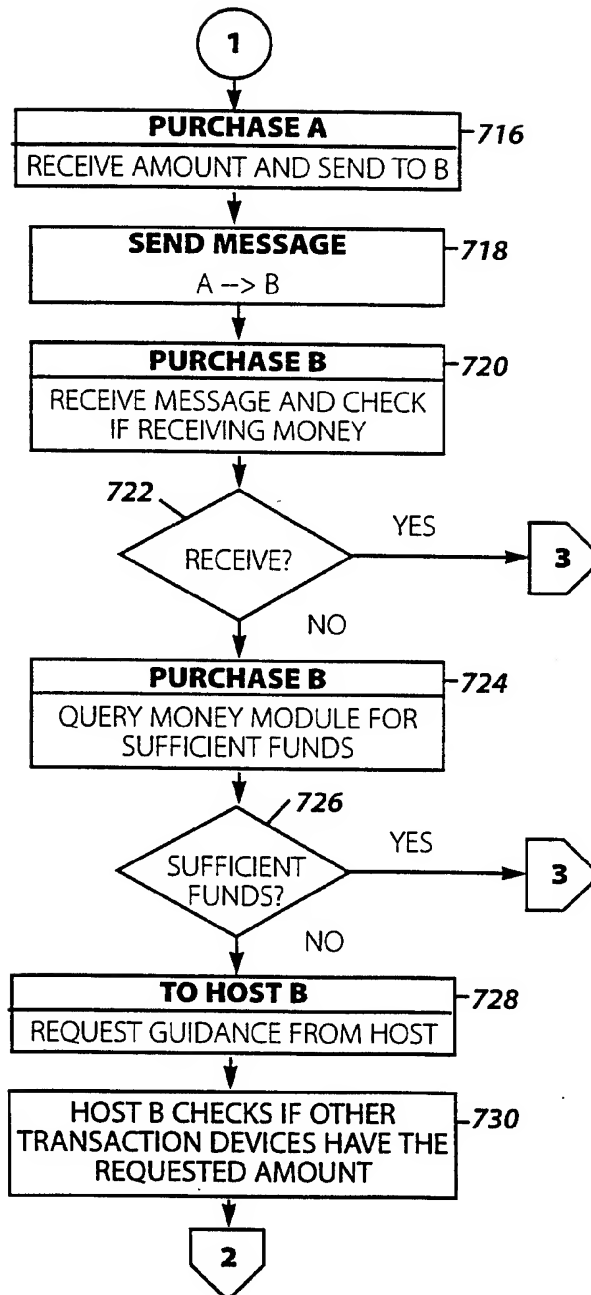 1
PURCHASE A
716
RECEIVE AMOUNT AND SEND TO B
SEND MESSAGE
718
A --> B
PURCHASE B
720
RECEIVE MESSAGE AND CHECK
IF RECEIVING MONEY
722
RECEIVE?
YES
3
NO
PURCHASE B
724
QUERY MONEY MODULE FOR
SUFFICIENT FUNDS
726
SUFFICIENT
FUNDS?
YES
3
NO
TO HOST B
728
REQUEST GUIDANCE FROM HOST
HOST B CHECKS IF OTHER
TRANSACTION DEVICES HAVE THE
REQUESTED AMOUNT
730
2